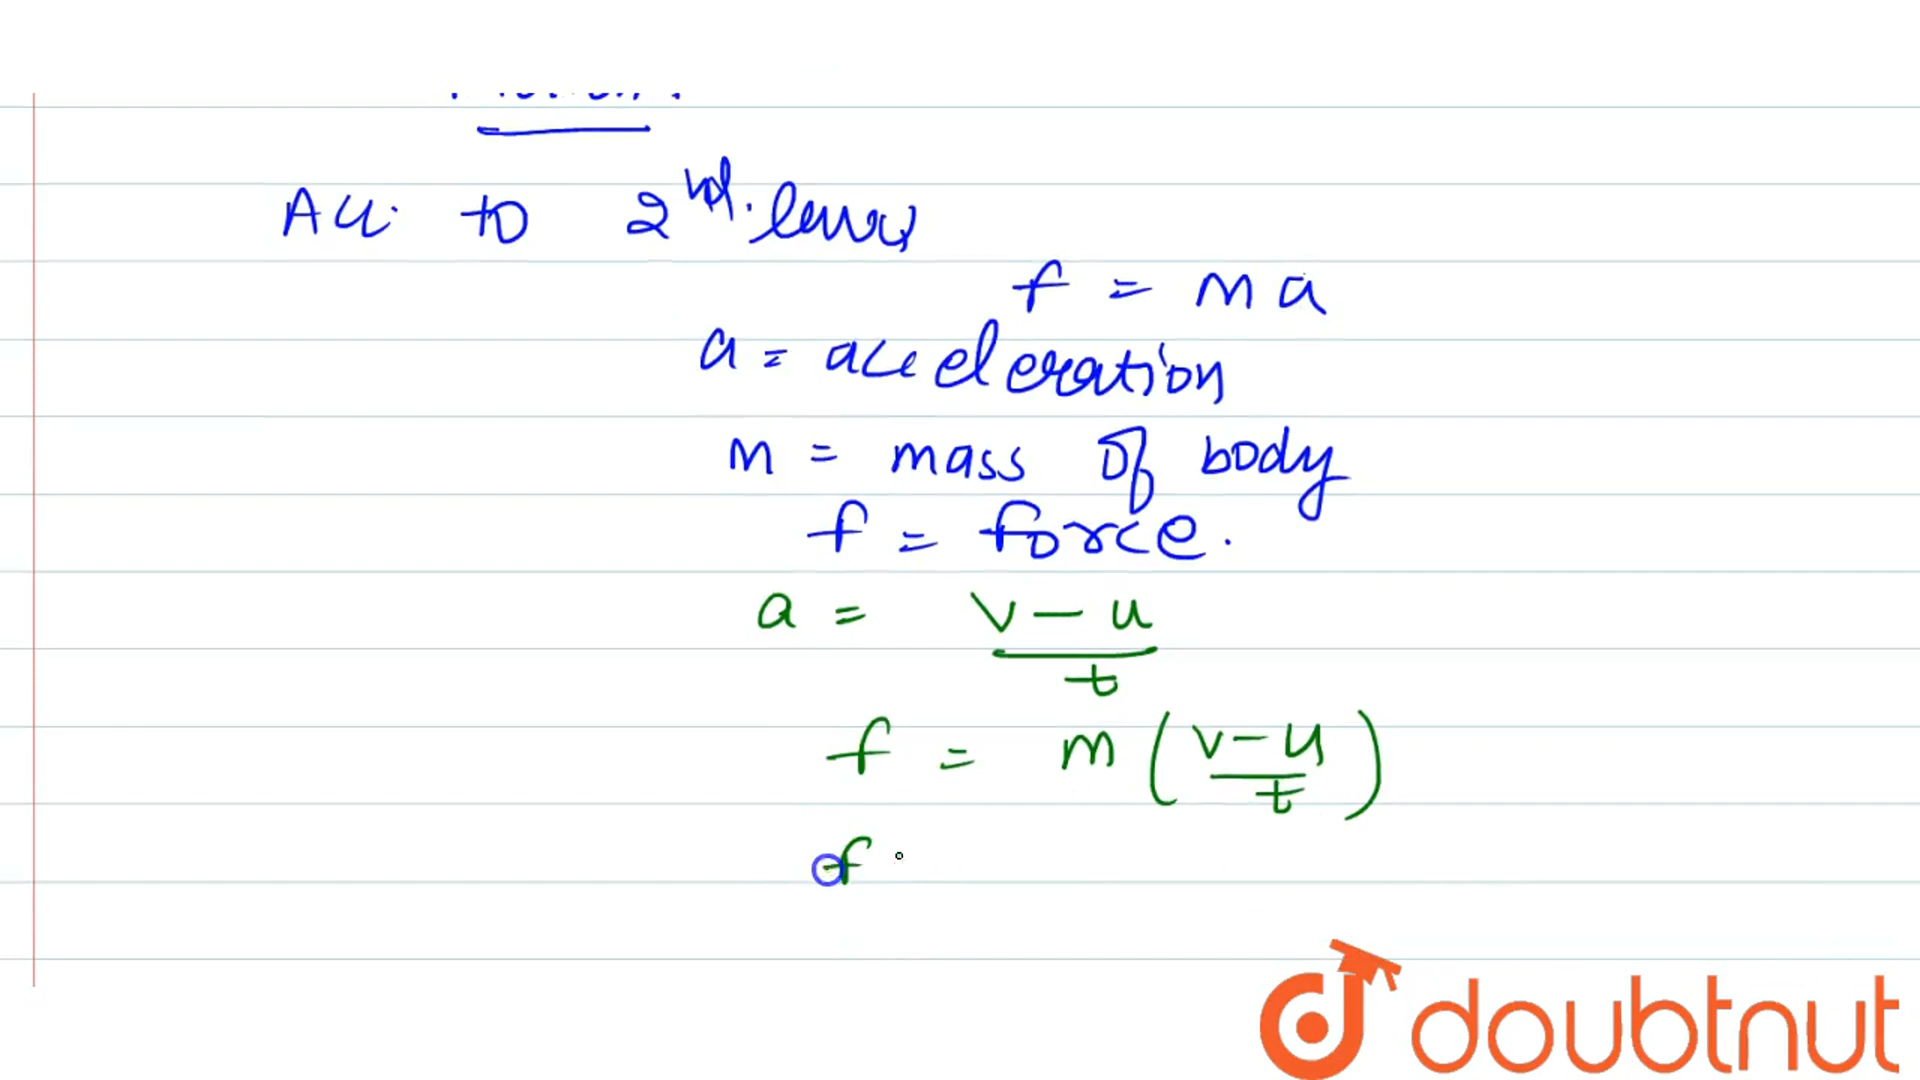 Acc. to 2nd. law
f = ma
a = acceleration
m = mass of body
f = force.
a = v - u
t
f = m ( v-u / t )
f
doubtnut